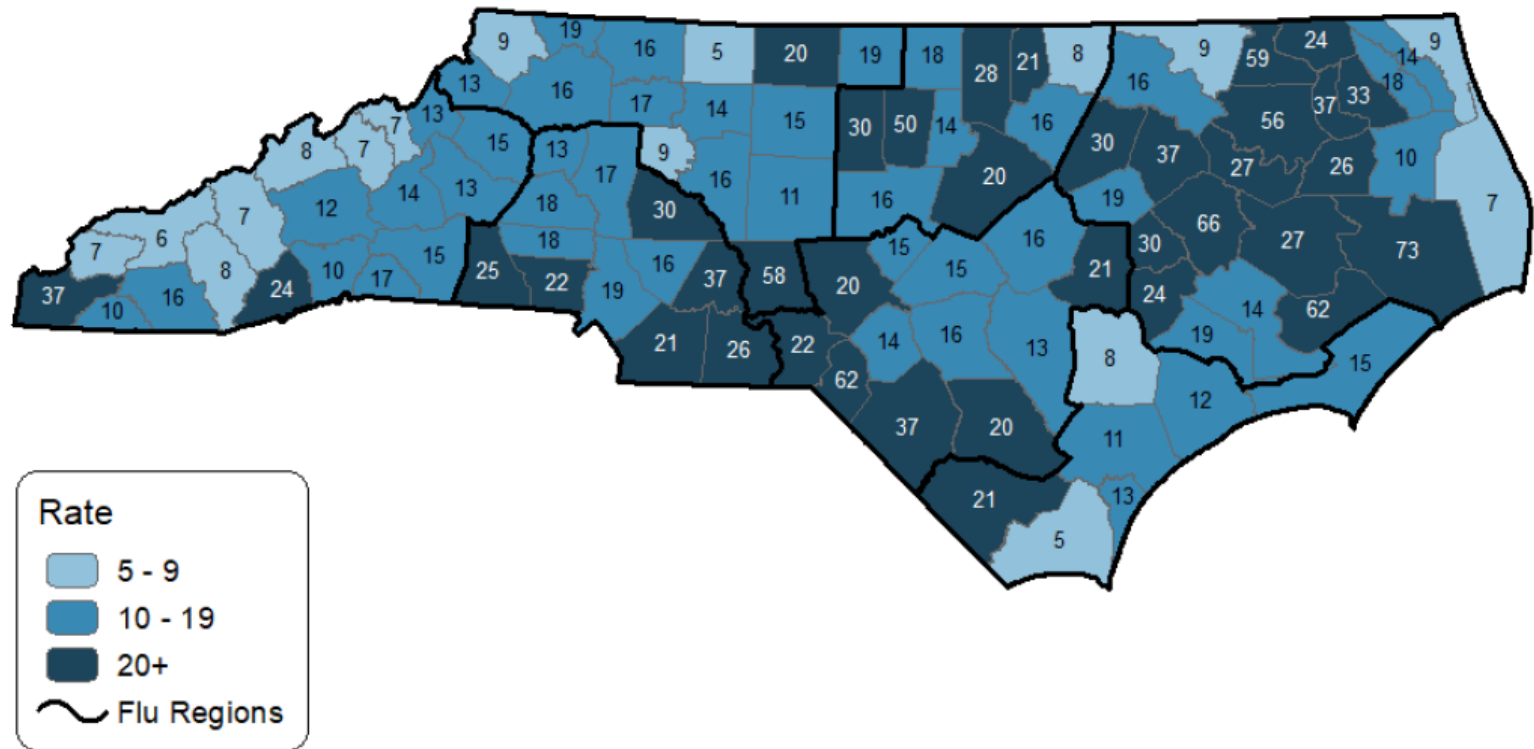 9 19 16 5 20 19 18 28 21 8 16 9 59 24 14 9
13 16 17 14 15 30 50 14 16 56 37 33 18
8 7 7 13 15 13 17 9 16 11 16 20 30 37 27 26 10
7 6 7 12 14 13 18 30 19 7
37 10 16 8 24 10 17 15 25 18 22 19 16 37 58 20 15 15 16 21 30 66 27 73
21 26 22 14 16 13 24 14 62
62 8 19 15
37 20 11 12
21 13
5
Rate
5 - 9
10 - 19
20+
Flu Regions